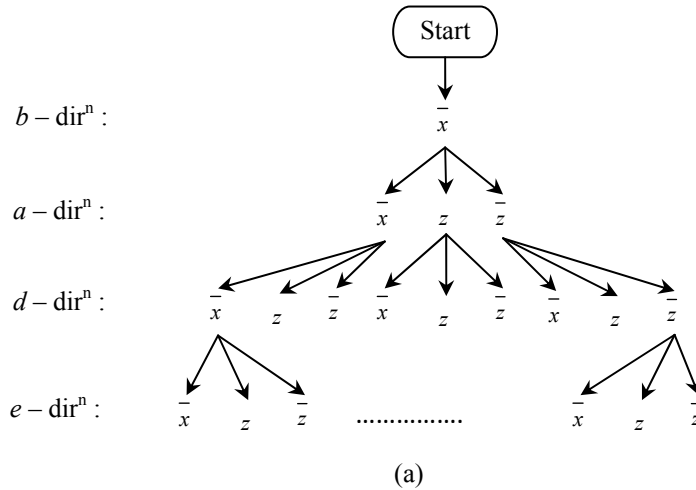 Start
b – dirⁿ : x̄
a – dirⁿ : x̄ z z̄
d – dirⁿ : x̄ z z̄ x̄ z z̄ x̄ z z̄
e – dirⁿ : x̄ z z̄ ................. x̄ z z̄
(a)